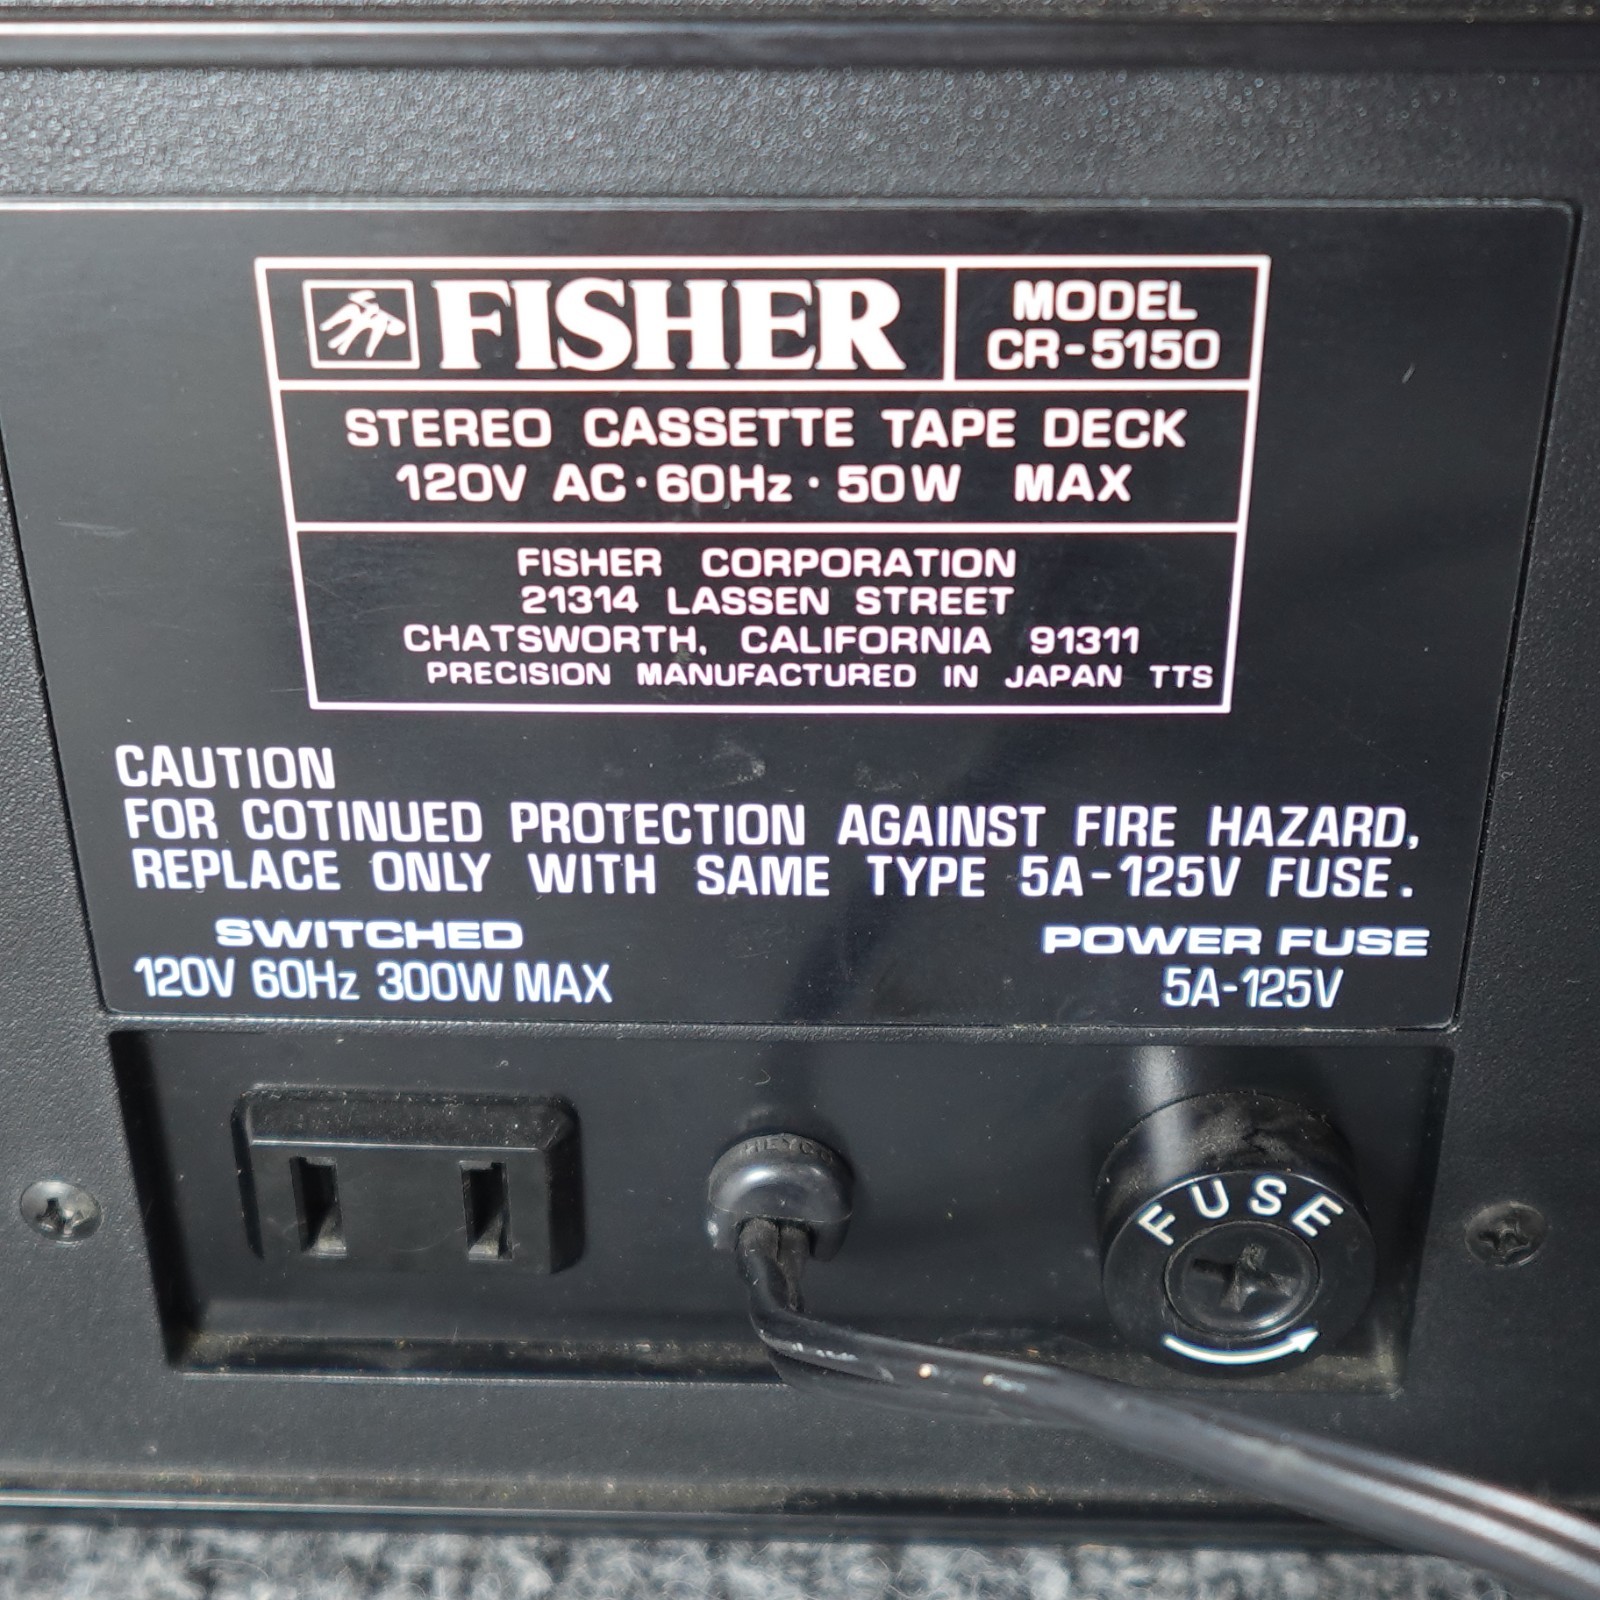 FISHER
MODEL
CR-5150
STEREO CASSETTE TAPE DECK
120V AC·60Hz·50W MAX
FISHER CORPORATION
21314 LASSEN STREET
CHATSWORTH, CALIFORNIA 91311
PRECISION MANUFACTURED IN JAPAN TTS
CAUTION
FOR COTINUED PROTECTION AGAINST FIRE HAZARD,
REPLACE ONLY WITH SAME TYPE 5A-125V FUSE.
SWITCHED
120V 60Hz 300W MAX
POWER FUSE
5A-125V
HEYCO
FUSE